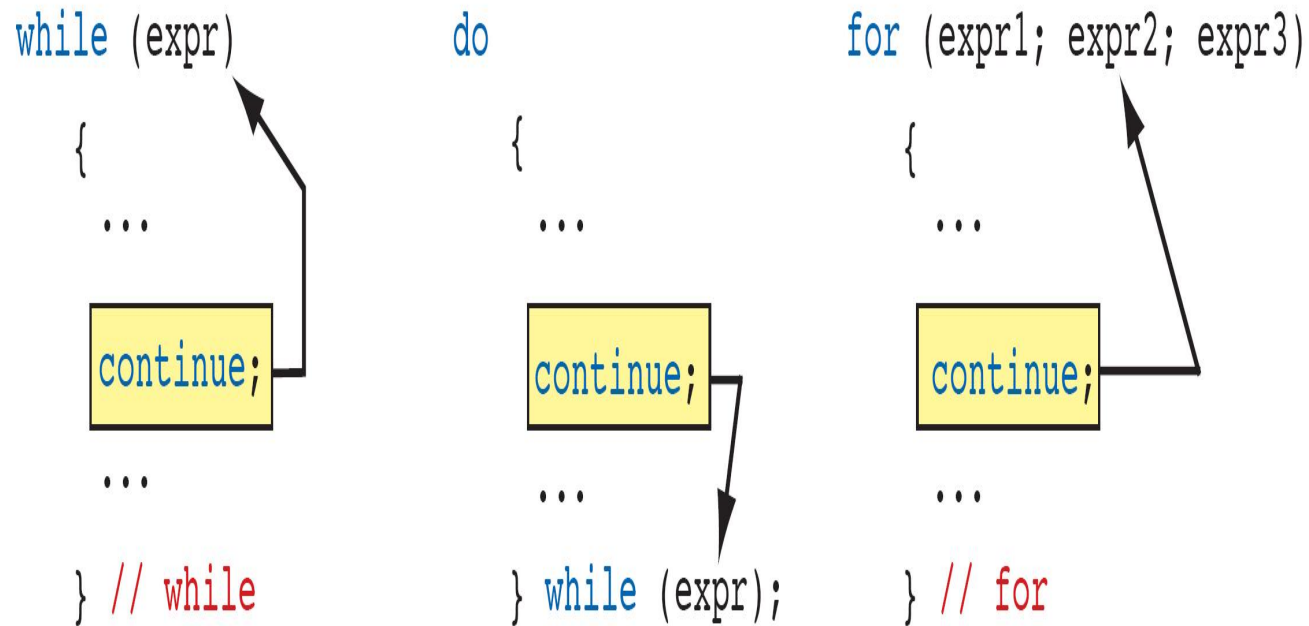 while (expr)
{
...
continue;
...
} // while
do
{
...
continue;
...
} while (expr);
for (expr1; expr2; expr3)
{
...
continue;
...
} // for